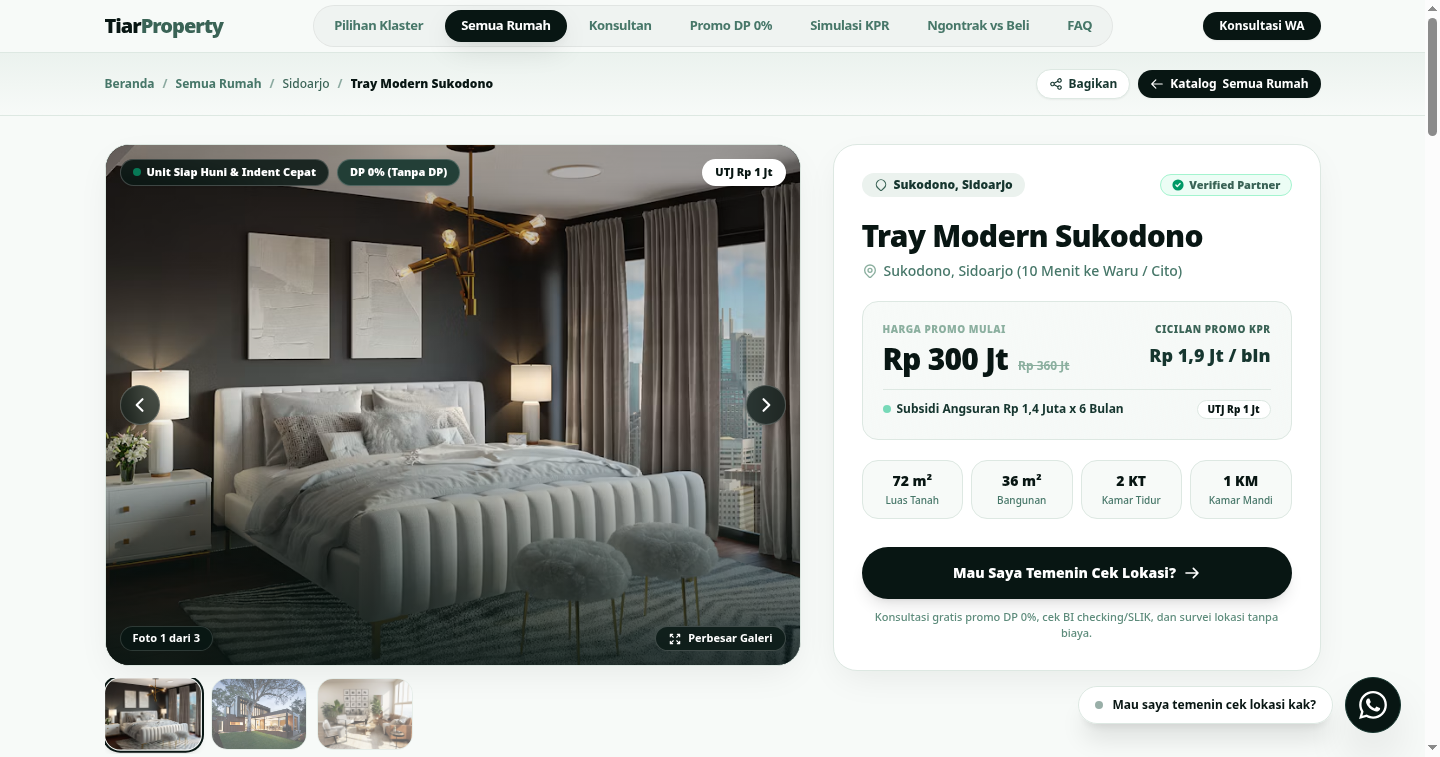 TiarProperty
Pilihan Klaster
Semua Rumah
Konsultan
Promo DP 0%
Simulasi KPR
Ngontrak vs Beli
FAQ
Konsultasi WA
Beranda / Semua Rumah / Sidoarjo / Tray Modern Sukodono
Bagikan
Katalog Semua Rumah
Unit Siap Huni & Indent Cepat
DP 0% (Tanpa DP)
UTJ Rp 1 Jt
Foto 1 dari 3
Perbesar Galeri
Sukodono, Sidoarjo
Verified Partner
Tray Modern Sukodono
Sukodono, Sidoarjo (10 Menit ke Waru / Cito)
HARGA PROMO MULAI
Rp 300 Jt Rp 360 Jt
CICILAN PROMO KPR
Rp 1,9 Jt / bln
Subsidi Angsuran Rp 1,4 Juta x 6 Bulan
UTJ Rp 1 Jt
72 m²
Luas Tanah
36 m²
Bangunan
2 KT
Kamar Tidur
1 KM
Kamar Mandi
Mau Saya Temenin Cek Lokasi?
Konsultasi gratis promo DP 0%, cek BI checking/SLIK, dan survei lokasi tanpa
biaya.
Mau saya temenin cek lokasi kak?